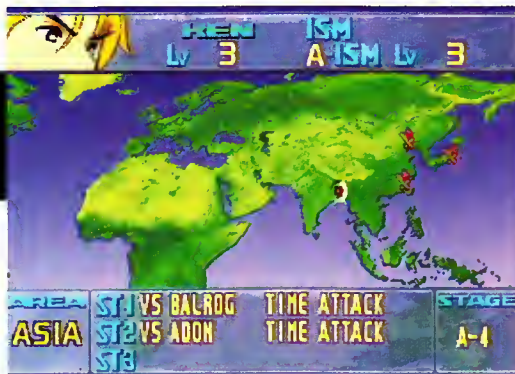 KEN ISM
Lv 3 A-ISM Lv 3
AREA ST1 VS BALROG TIME ATTACK STAGE
ASIA ST2 VS ADON TIME ATTACK A-4
ST3